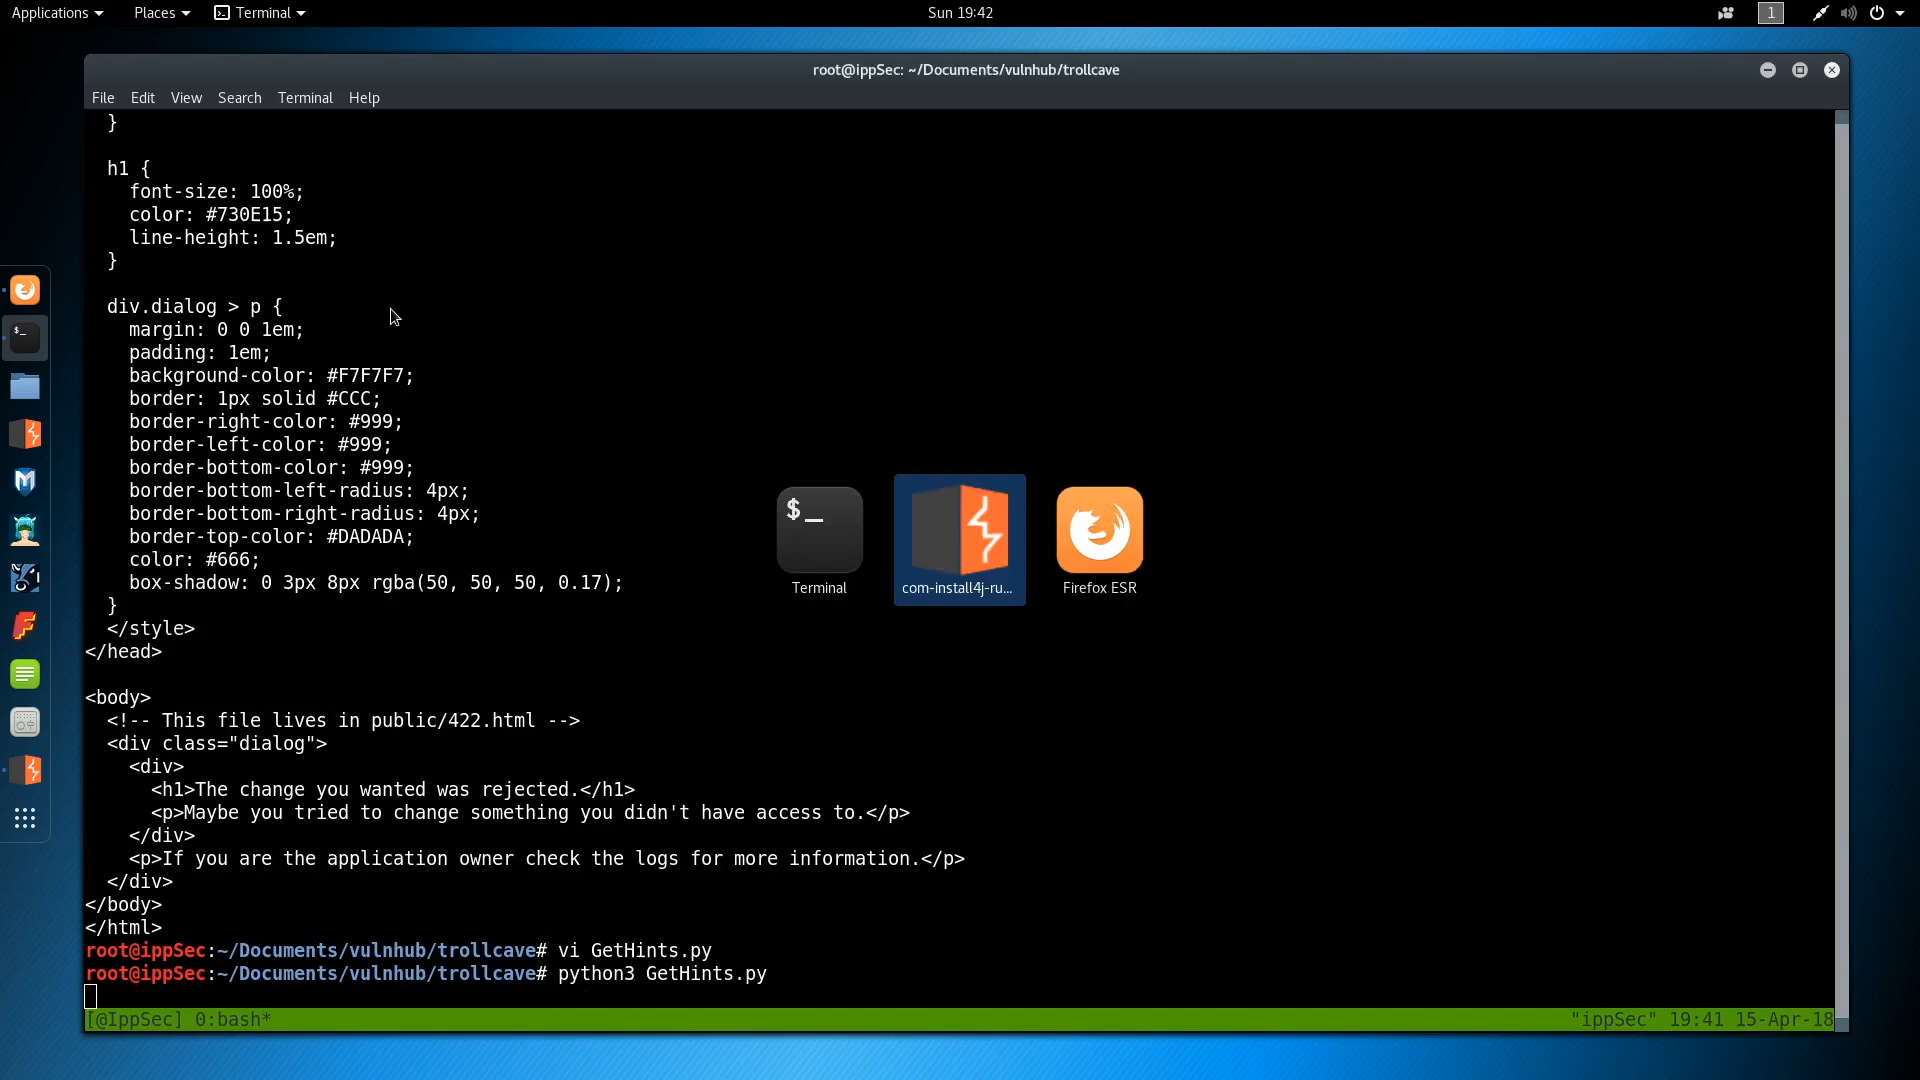 Applications
Places
Terminal
Sun 19:42
1
root@ippSec: ~/Documents/vulnhub/trollcave
File Edit View Search Terminal Help
}
h1 {
font-size: 100%;
color: #730E15;
line-height: 1.5em;
}
div.dialog > p {
margin: 0 0 1em;
padding: 1em;
background-color: #F7F7F7;
border: 1px solid #CCC;
border-right-color: #999;
border-left-color: #999;
border-bottom-color: #999;
border-bottom-left-radius: 4px;
border-bottom-right-radius: 4px;
border-top-color: #DADADA;
color: #666;
box-shadow: 0 3px 8px rgba(50, 50, 50, 0.17);
}
</style>
</head>
<body>
<!-- This file lives in public/422.html -->
<div class="dialog">
<div>
<h1>The change you wanted was rejected.</h1>
<p>Maybe you tried to change something you didn't have access to.</p>
</div>
<p>If you are the application owner check the logs for more information.</p>
</div>
</body>
</html>
root@ippSec:~/Documents/vulnhub/trollcave# vi GetHints.py
root@ippSec:~/Documents/vulnhub/trollcave# python3 GetHints.py
[@IppSec] 0:bash*
"ippSec" 19:41 15-Apr-18
$_
Terminal
com-install4j-ru...
Firefox ESR